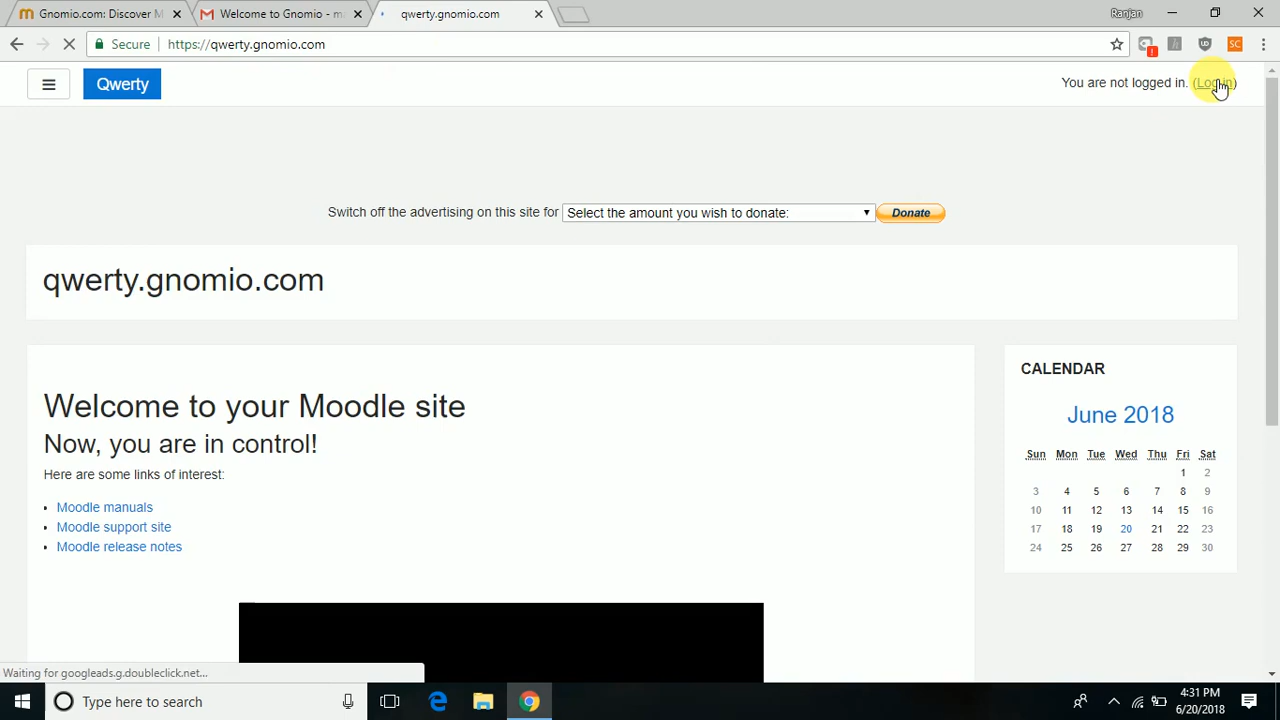 Gnomio.com: Discover M
Welcome to Gnomio - ma
qwerty.gnomio.com
Ranjan
Secure
https://qwerty.gnomio.com
UD
SC
Qwerty
You are not logged in. (Log in)
Switch off the advertising on this site for
Select the amount you wish to donate:
Donate
qwerty.gnomio.com
Welcome to your Moodle site
Now, you are in control!
Here are some links of interest:
Moodle manuals
Moodle support site
Moodle release notes
CALENDAR
June 2018
Sun Mon Tue Wed Thu Fri Sat
1 2
3 4 5 6 7 8 9
10 11 12 13 14 15 16
17 18 19 20 21 22 23
24 25 26 27 28 29 30
Waiting for googleads.g.doubleclick.net...
Type here to search
4:31 PM
6/20/2018